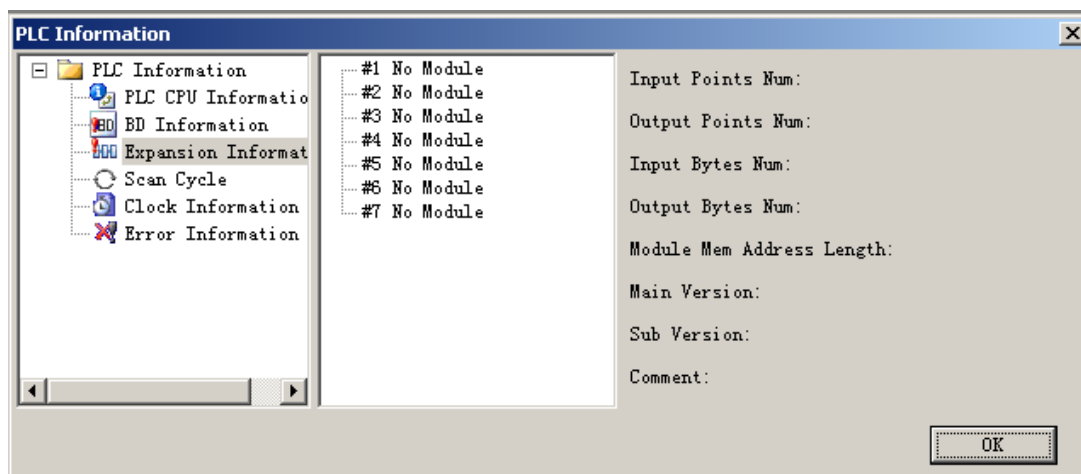 PLC Information
PLC Information
PLC CPU Informatio
BD Information
BD
Expansion Informat
Scan Cycle
Clock Information
Error Information
#1 No Module
#2 No Module
#3 No Module
#4 No Module
#5 No Module
#6 No Module
#7 No Module
Input Points Num:
Output Points Num:
Input Bytes Num:
Output Bytes Num:
Module Mem Address Length:
Main Version:
Sub Version:
Comment:
OK